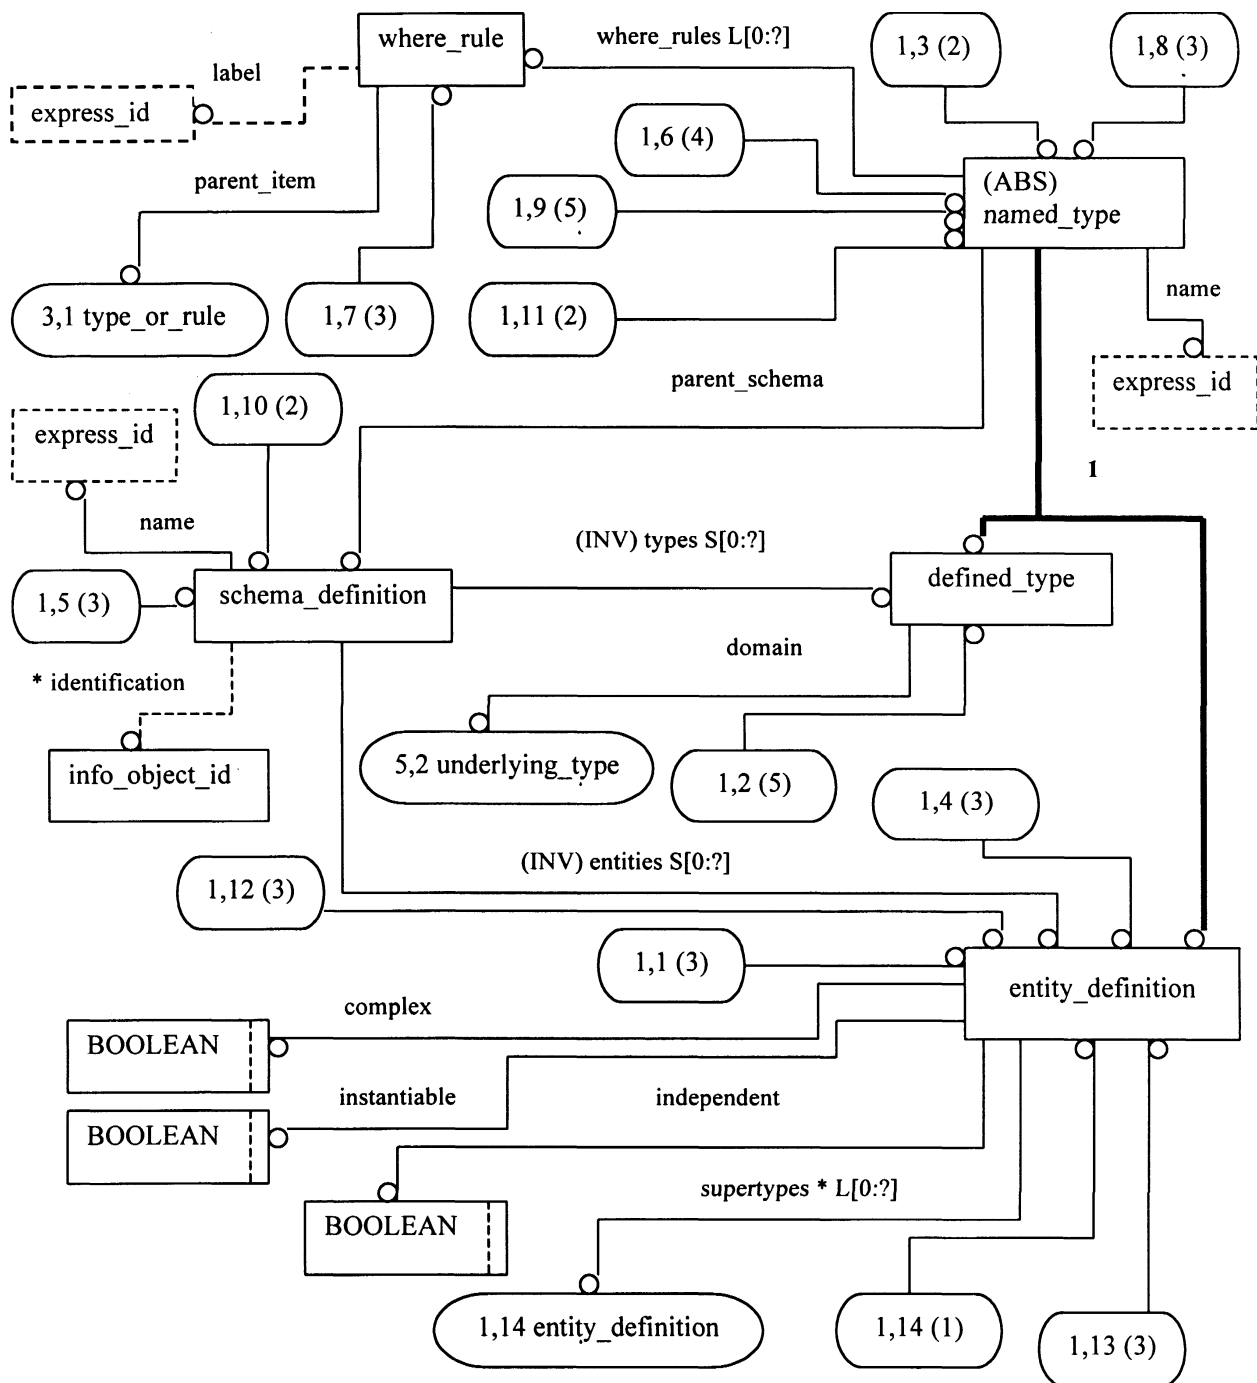 where_rule
where_rules L[0:?]
1,3 (2)
1,8 (3)
label
express_id
1,6 (4)
(ABS)
named_type
parent_item
1,9 (5)
name
3,1 type_or_rule
1,7 (3)
1,11 (2)
parent_schema
express_id
1,10 (2)
express_id
1
name
(INV) types S[0:?]
1,5 (3)
schema_definition
defined_type
* identification
domain
info_object_id
5,2 underlying_type
1,2 (5)
1,4 (3)
(INV) entities S[0:?]
1,12 (3)
1,1 (3)
entity_definition
complex
BOOLEAN
instantiable
independent
BOOLEAN
supertypes * L[0:?]
BOOLEAN
1,14 entity_definition
1,14 (1)
1,13 (3)